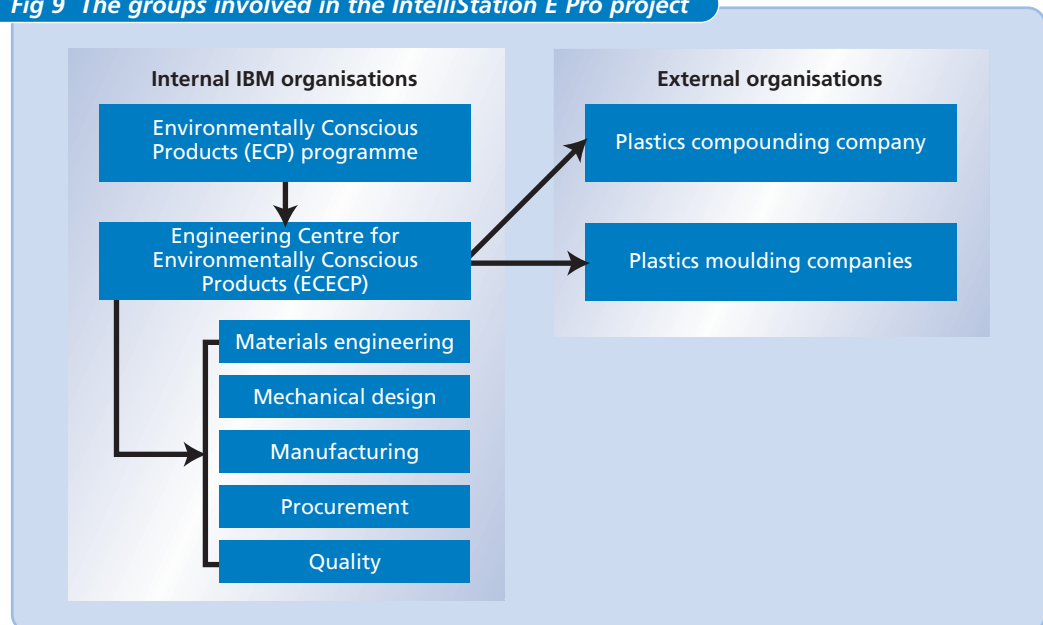 Fig 9 The groups involved in the IntelliStation E Pro project
Internal IBM organisations
Environmentally Conscious
Products (ECP) programme
Engineering Centre for
Environmentally Conscious
Products (ECECP)
Materials engineering
Mechanical design
Manufacturing
Procurement
Quality
External organisations
Plastics compounding company
Plastics moulding companies